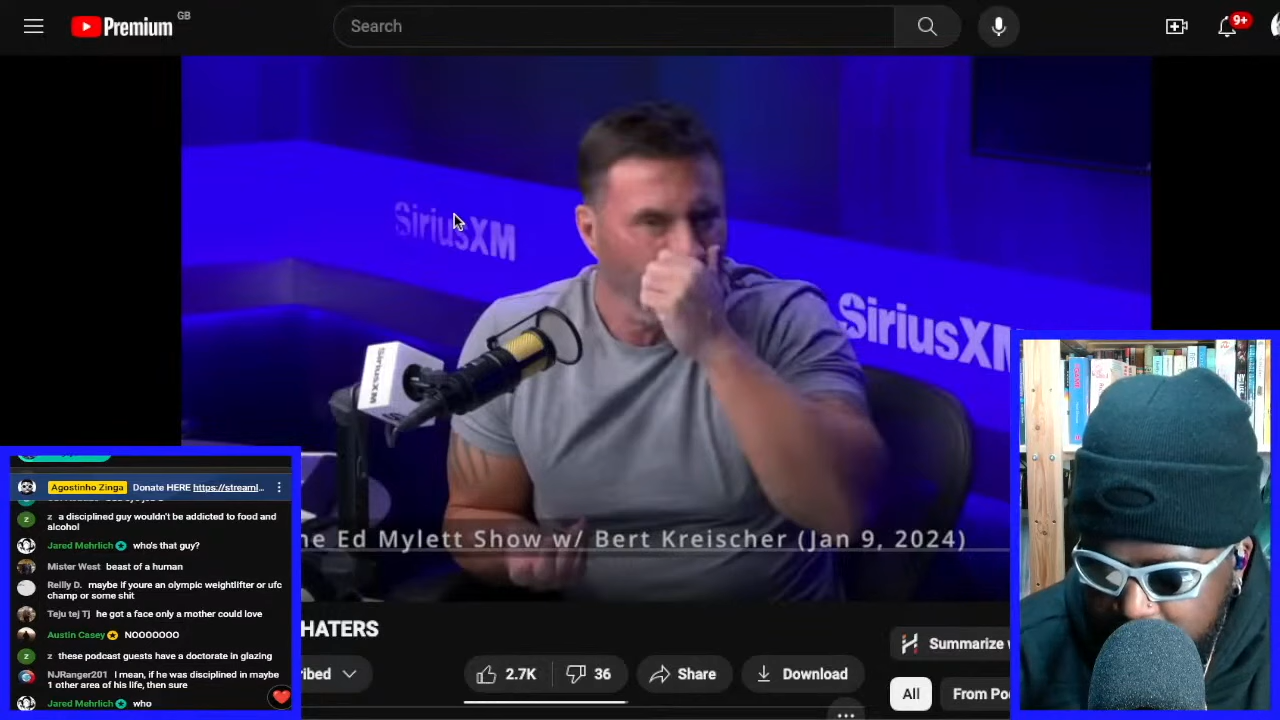 Premium GB
Search
9+
SiriusXM
SiriusXM
SiriusXM
he Ed Mylett Show w/ Bert Kreischer (Jan 9, 2024)
HATERS
ribed
2.7K
36
Share
Download
Summarize
All
From
Agostinho Zinga Donate HERE https://streaml...
z a disciplined guy wouldn't be addicted to food and
alcohol
Jared Mehrlich who's that guy?
Mister West beast of a human
Reilly D. maybe if youre an olympic weightlifter or ufc
champ or some shit
Teju tej Tj he got a face only a mother could love
Austin Casey NOOOOOOO
z these podcast guests have a doctorate in glazing
NJRanger201 I mean, if he was disciplined in maybe
1 other area of his life, then sure
Jared Mehrlich who